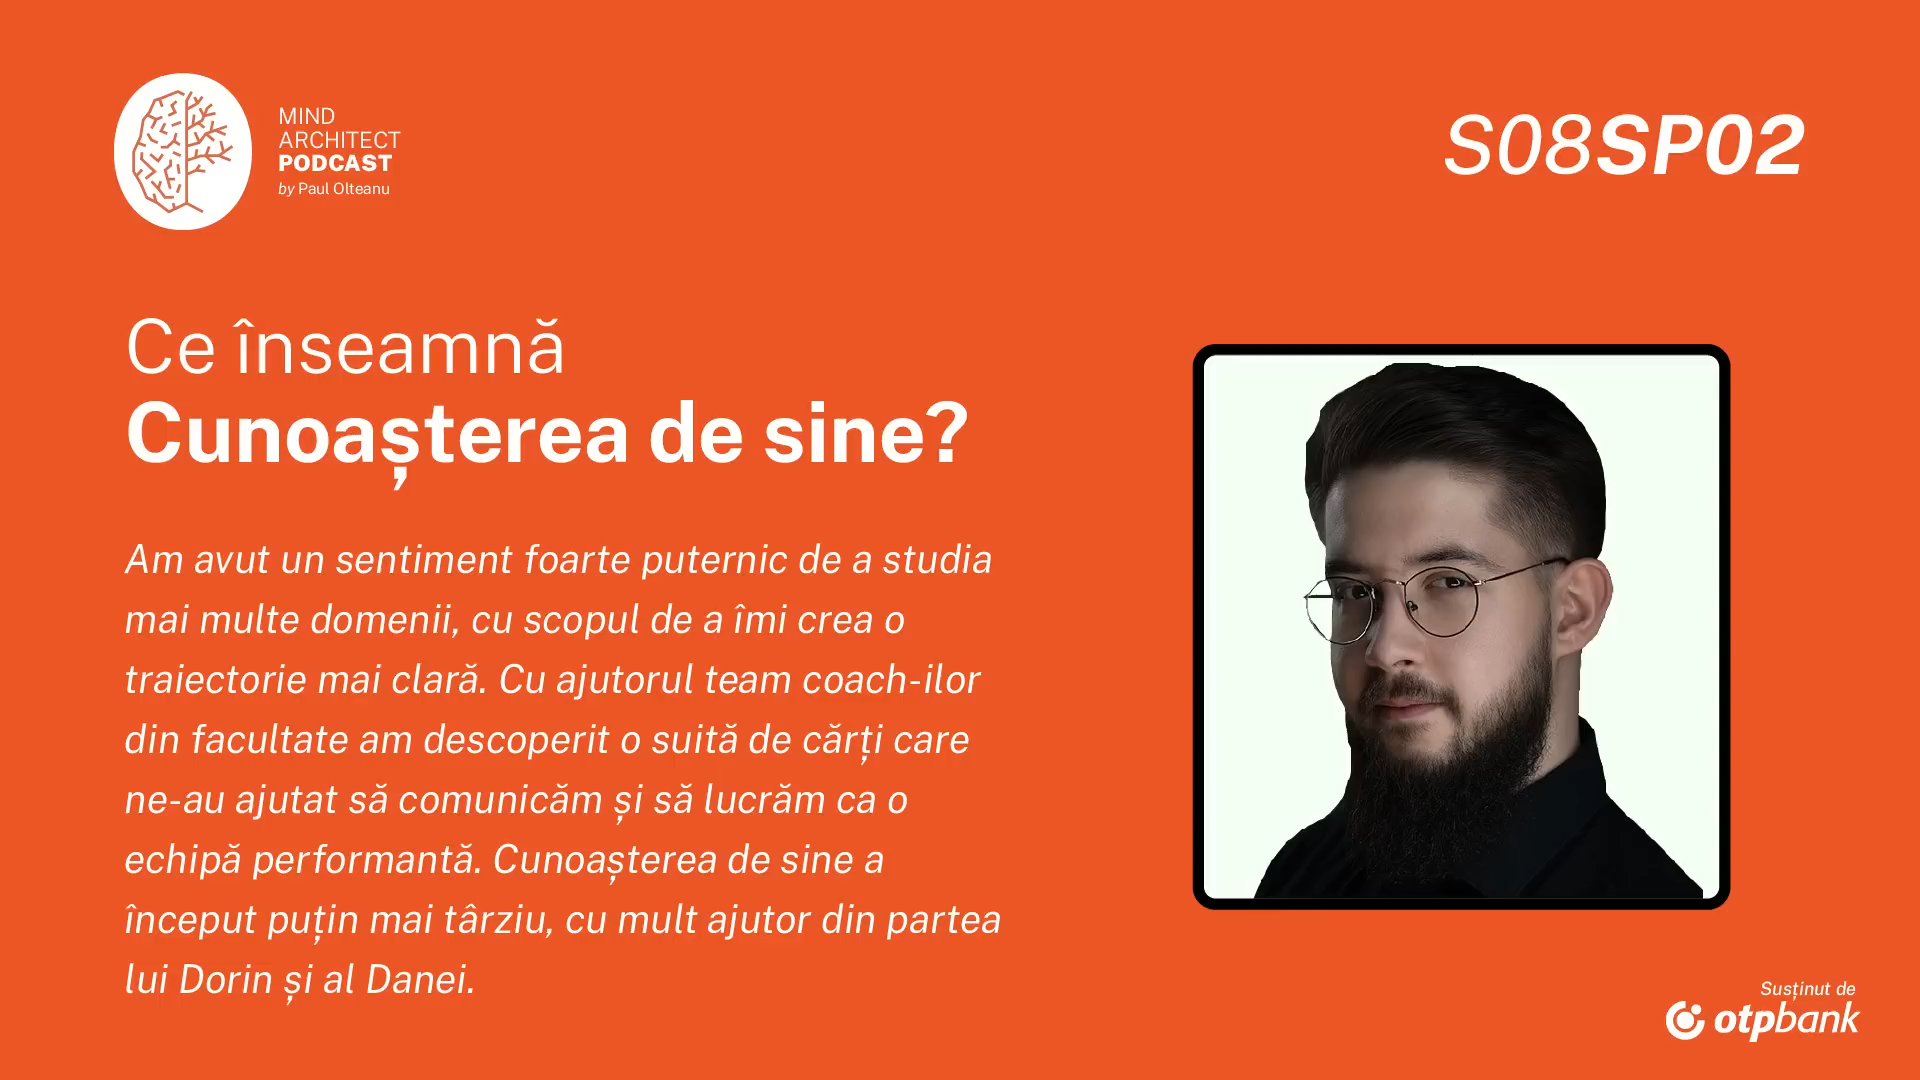 MIND
ARCHITECT
PODCAST
by Paul Olteanu
S08SP02
Ce înseamnă
Cunoașterea de sine?
Am avut un sentiment foarte puternic de a studia
mai multe domenii, cu scopul de a îmi crea o
traiectorie mai clară. Cu ajutorul team coach-ilor
din facultate am descoperit o suită de cărți care
ne-au ajutat să comunicăm și să lucrăm ca o
echipă performantă. Cunoașterea de sine a
început puțin mai târziu, cu mult ajutor din partea
lui Dorin și al Danei.
Susținut de
otpbank